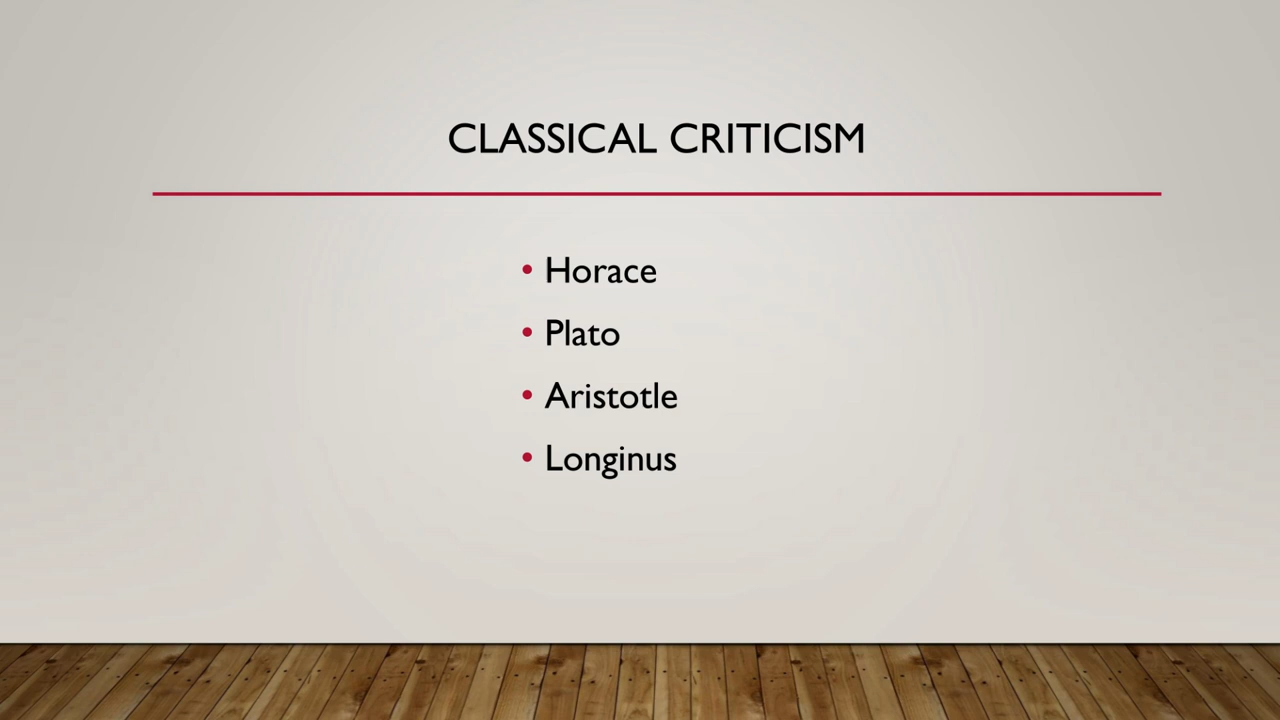 CLASSICAL CRITICISM
• Horace
• Plato
• Aristotle
• Longinus